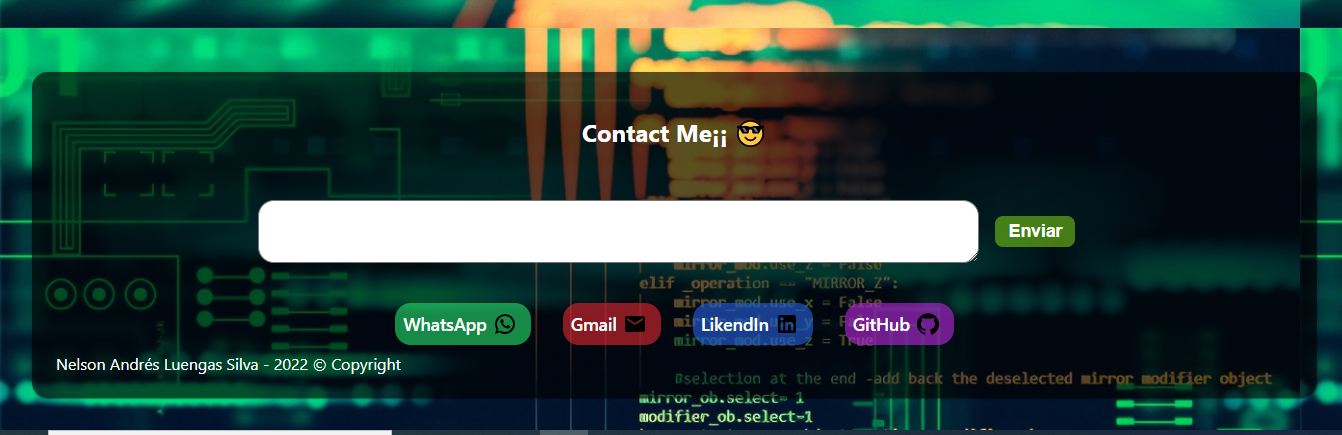 Contact Me¡¡ 😎
Enviar
mirror_mod.use_z = False
elif _operation == "MIRROR_Z":
mirror_mod.use_x = False
mirror_mod.use_y = False
mirror_mod.use_z = True
WhatsApp
Gmail
LikendIn
GitHub
Nelson Andrés Luengas Silva - 2022 © Copyright
#selection at the end -add back the deselected mirror modifier object
mirror_ob.select= 1
modifier_ob.select=1